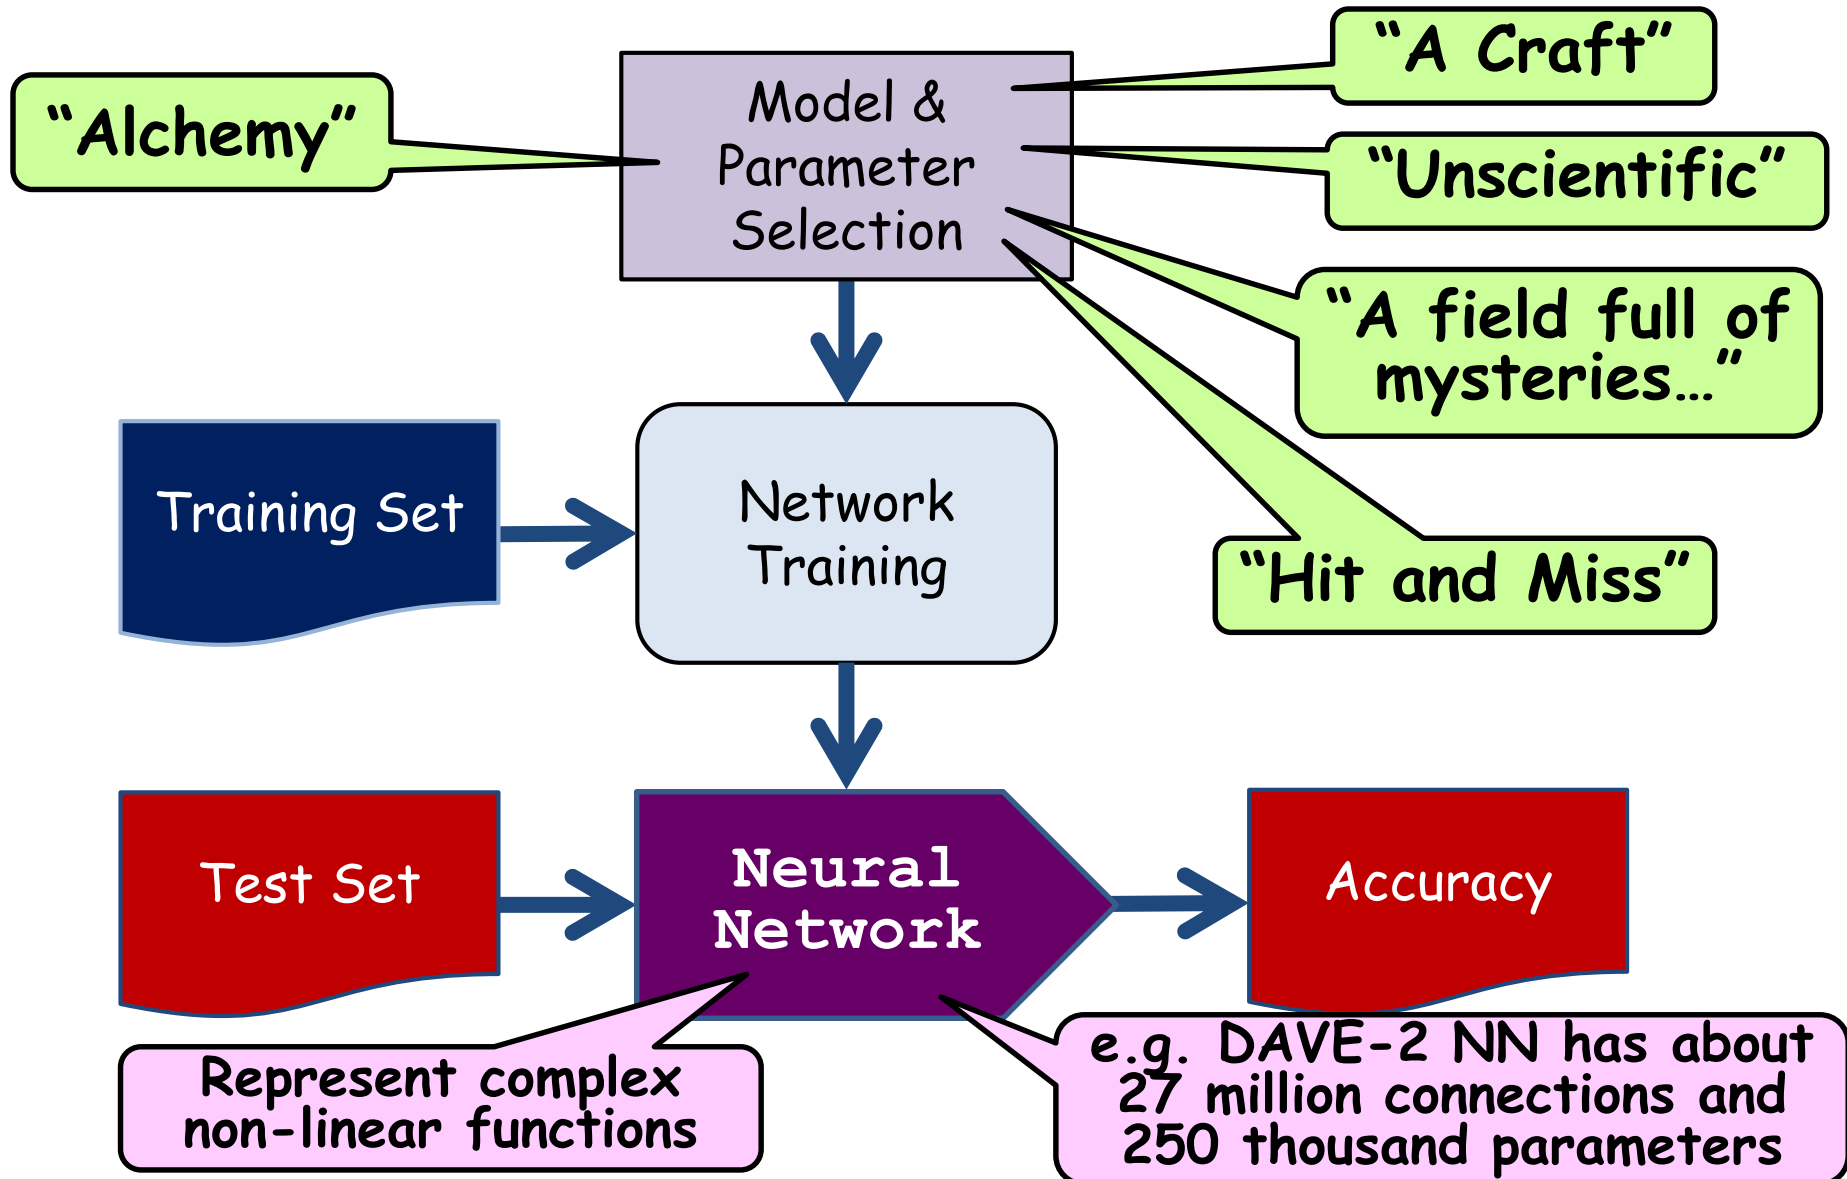 “Alchemy”
Model &
Parameter
Selection
“A Craft”
“Unscientific”
“A field full of
mysteries…”
“Hit and Miss”
Training Set
Network
Training
Test Set
Neural
Network
Accuracy
Represent complex
non-linear functions
e.g. DAVE-2 NN has about
27 million connections and
250 thousand parameters